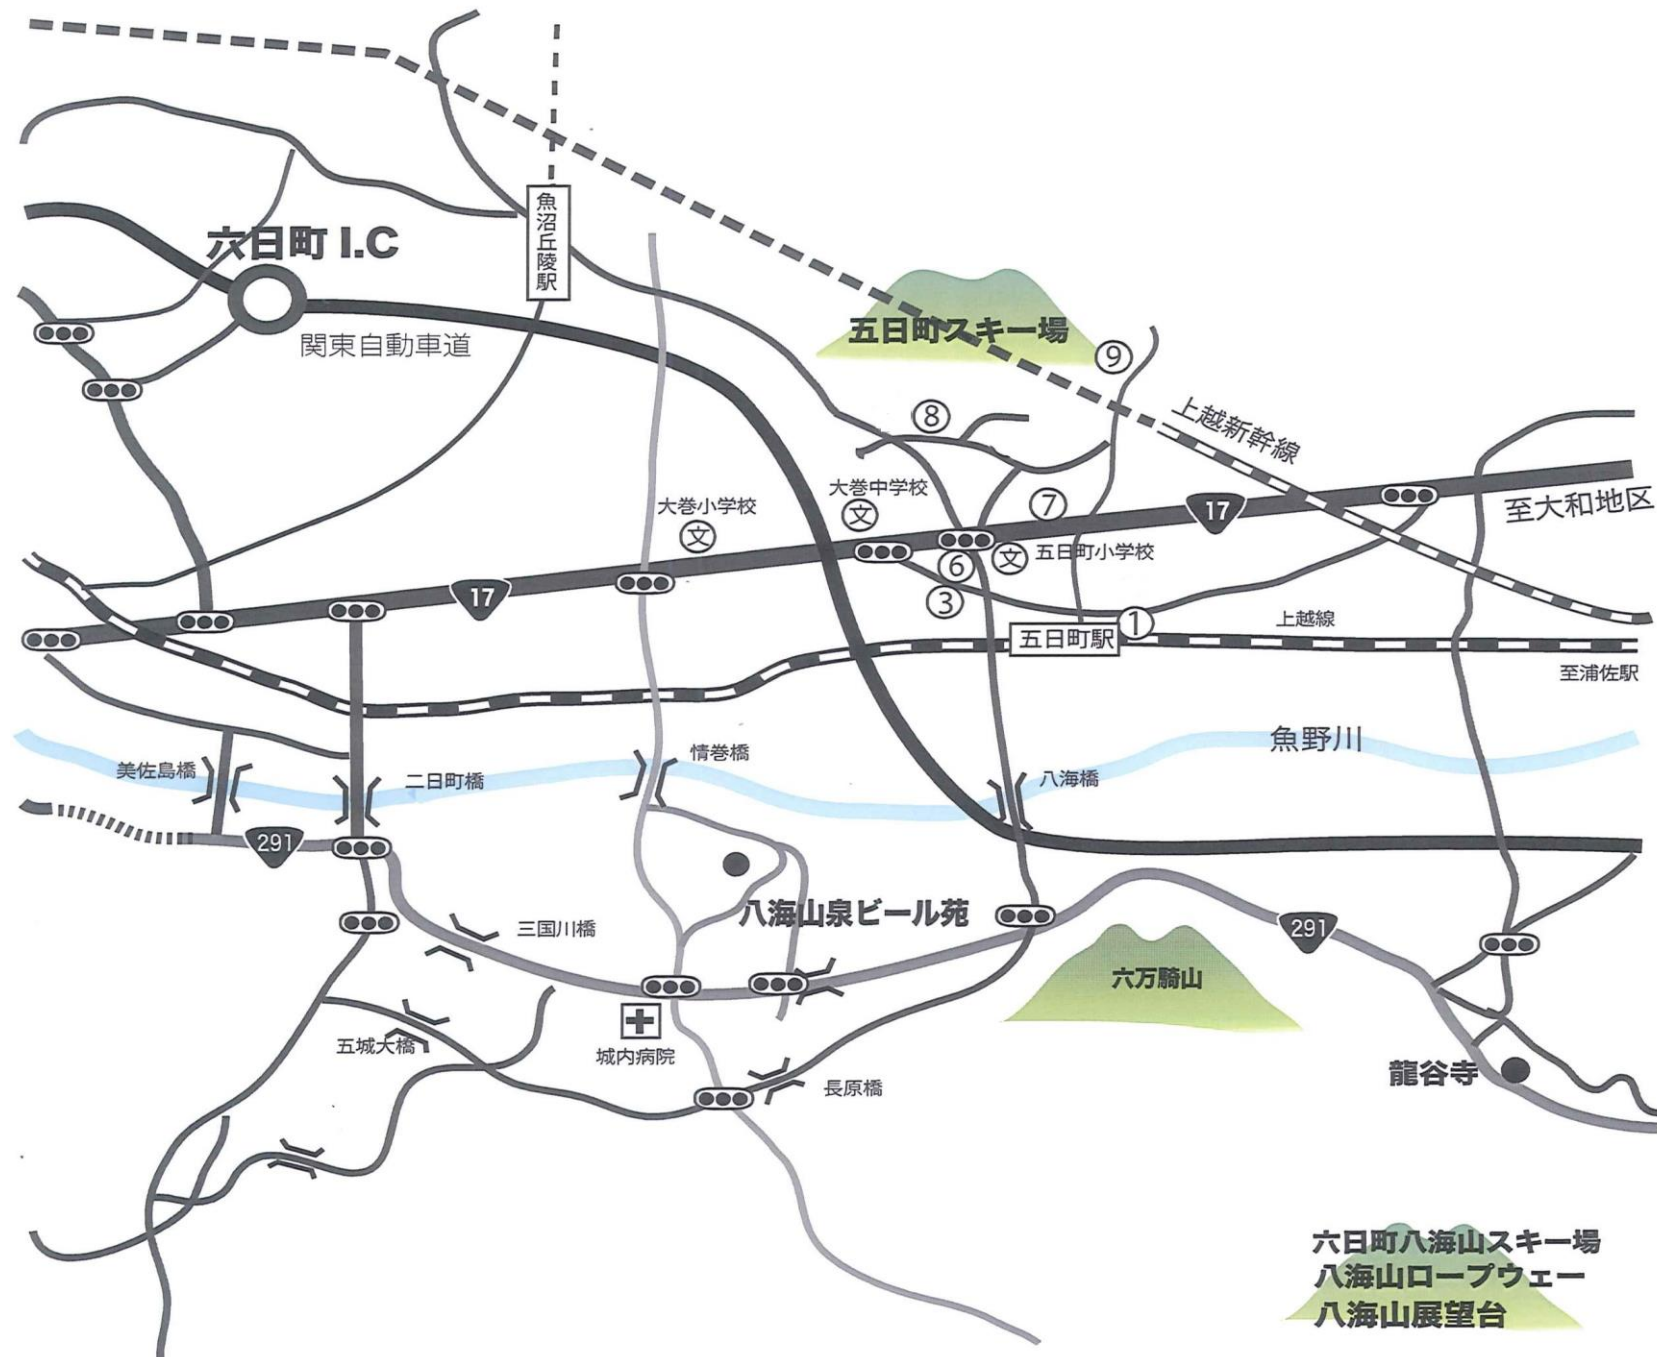 魚沼丘陵駅
六日町 I.C
関東自動車道
五日町スキー場
⑨
⑧
上越新幹線
大巻中学校
文
大巻小学校
文
⑦
17
至大和地区
五日町小学校
文
⑥
③
17
①
五日町駅
上越線
至浦佐駅
魚野川
美佐島橋
二日町橋
情巻橋
八海橋
291
八海山泉ビール苑
三国川橋
291
六万騎山
城内病院
五城大橋
長原橋
龍谷寺
六日町八海山スキー場
八海山ロープウェー
八海山展望台